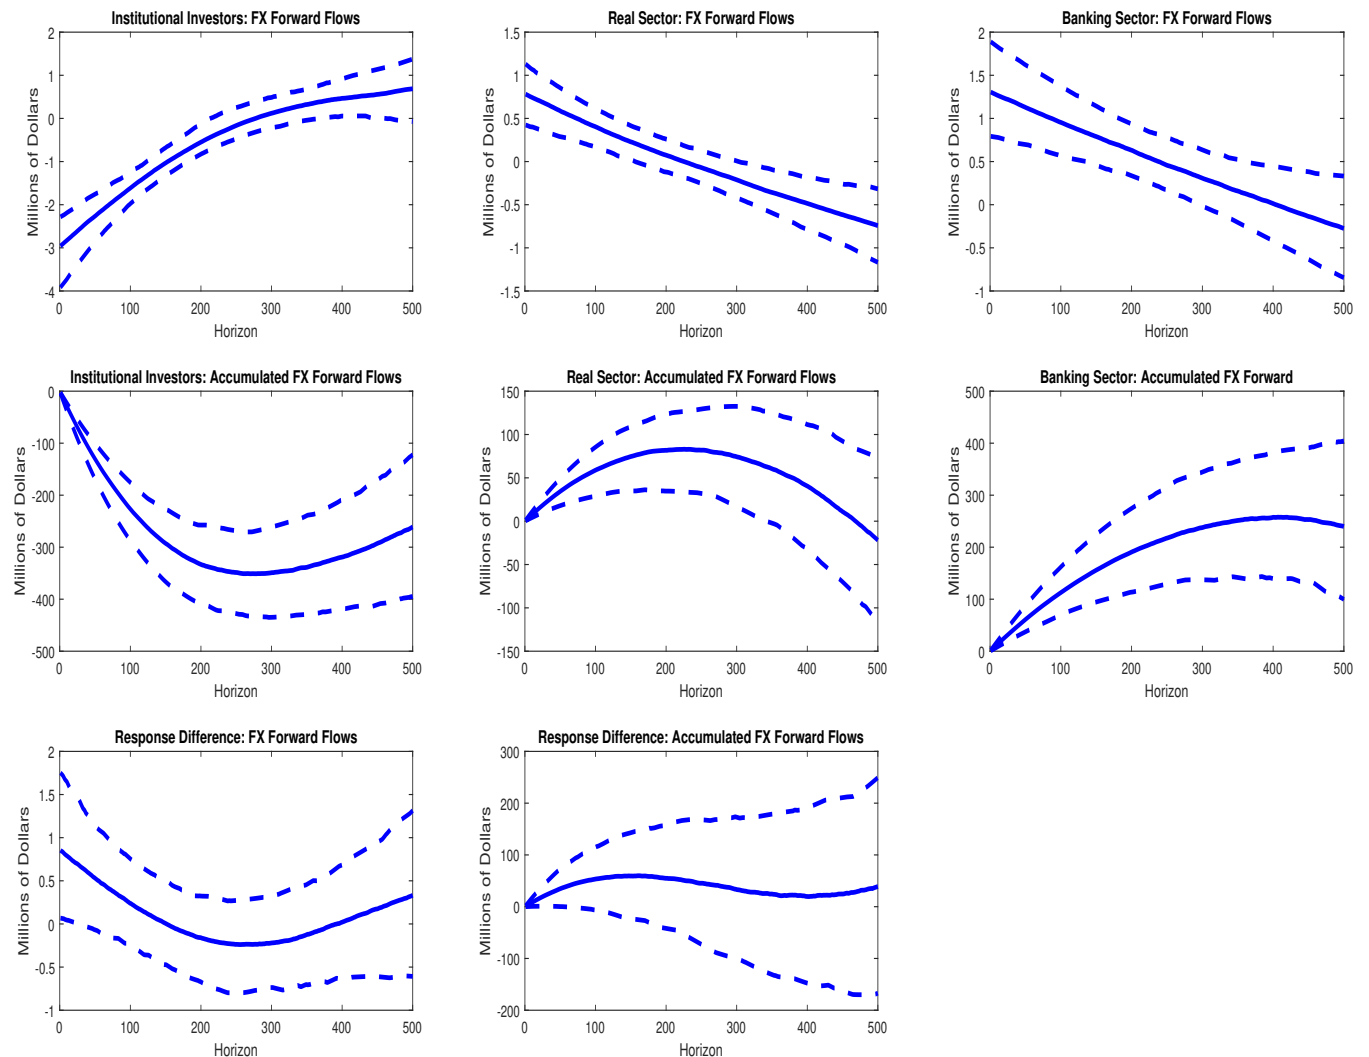 Institutional Investors: FX Forward Flows
Real Sector: FX Forward Flows
Banking Sector: FX Forward Flows
Millions of Dollars
2
1
0
-1
-2
-3
-4
0 100 200 300 400 500
Horizon
Millions of Dollars
1.5
1
0.5
0
-0.5
-1
-1.5
0 100 200 300 400 500
Horizon
Millions of Dollars
2
1.5
1
0.5
0
-0.5
-1
0 100 200 300 400 500
Horizon
Institutional Investors: Accumulated FX Forward Flows
Real Sector: Accumulated FX Forward Flows
Banking Sector: Accumulated FX Forward
Millions of Dollars
0
-100
-200
-300
-400
-500
0 100 200 300 400 500
Horizon
Millions of Dollars
150
100
50
0
-50
-100
-150
0 100 200 300 400 500
Horizon
Millions of Dollars
500
400
300
200
100
0
0 100 200 300 400 500
Horizon
Response Difference: FX Forward Flows
Response Difference: Accumulated FX Forward Flows
Millions of Dollars
2
1.5
1
0.5
0
-0.5
-1
0 100 200 300 400 500
Horizon
Millions of Dollars
300
200
100
0
-100
-200
0 100 200 300 400 500
Horizon